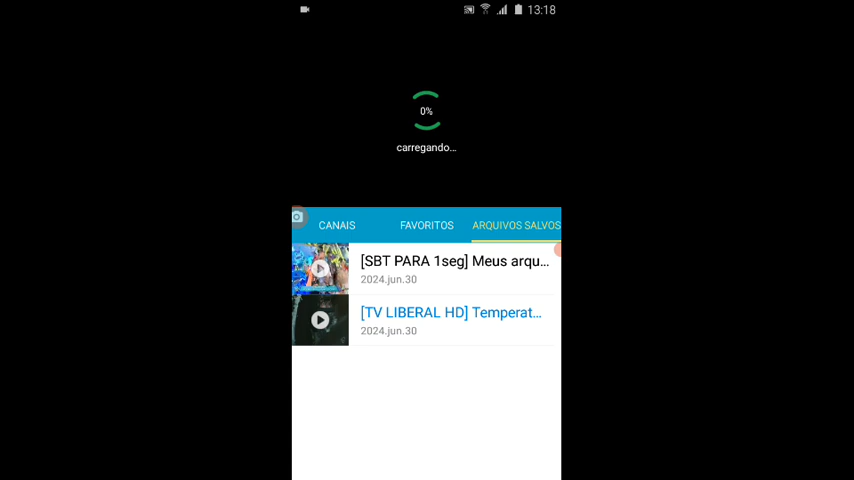 13:18
0%
carregando...
CANAIS FAVORITOS ARQUIVOS SALVOS
[SBT PARA 1seg] Meus arqu...
2024.jun.30
[TV LIBERAL HD] Temperat...
2024.jun.30